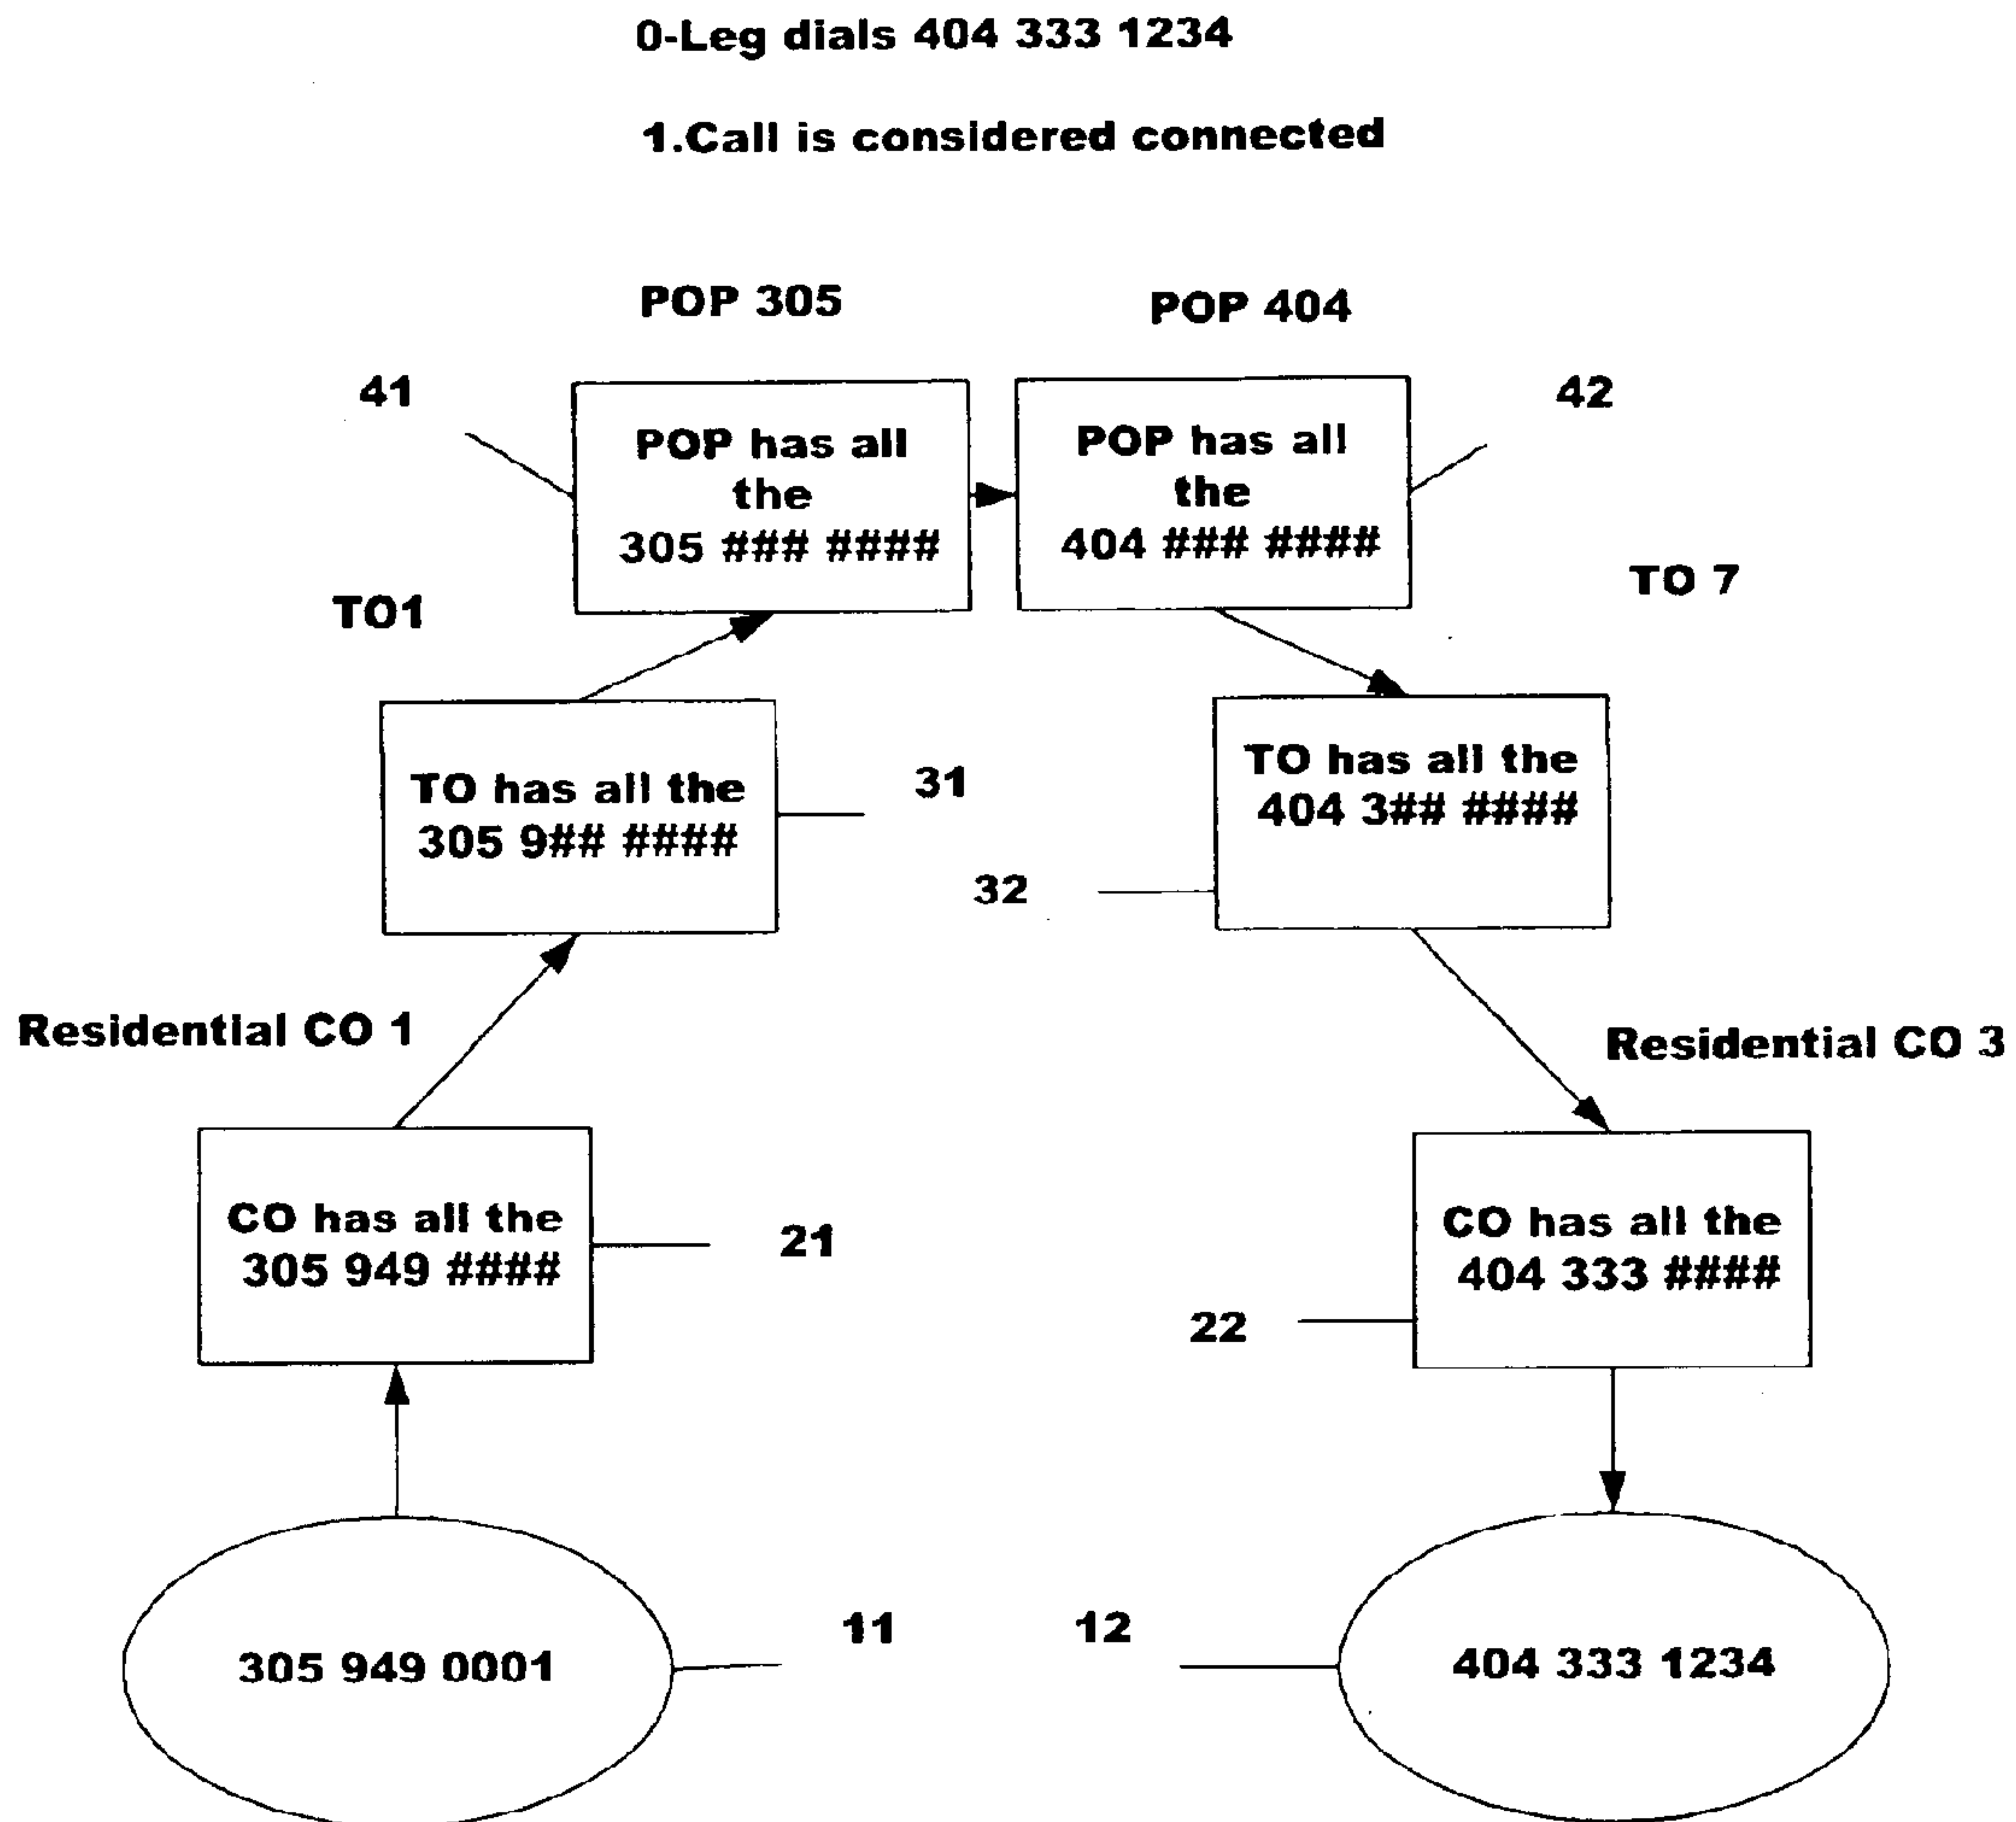 0-Leg dials 404 333 1234
1.Call is considered connected
POP 305
POP 404
41
42
POP has all
the
305 ### ####
POP has all
the
404 ### ####
TO1
TO 7
TO has all the
305 9## ####
31
TO has all the
404 3## ####
32
Residential CO 1
Residential CO 3
CO has all the
305 949 ####
21
CO has all the
404 333 ####
22
11
12
305 949 0001
404 333 1234